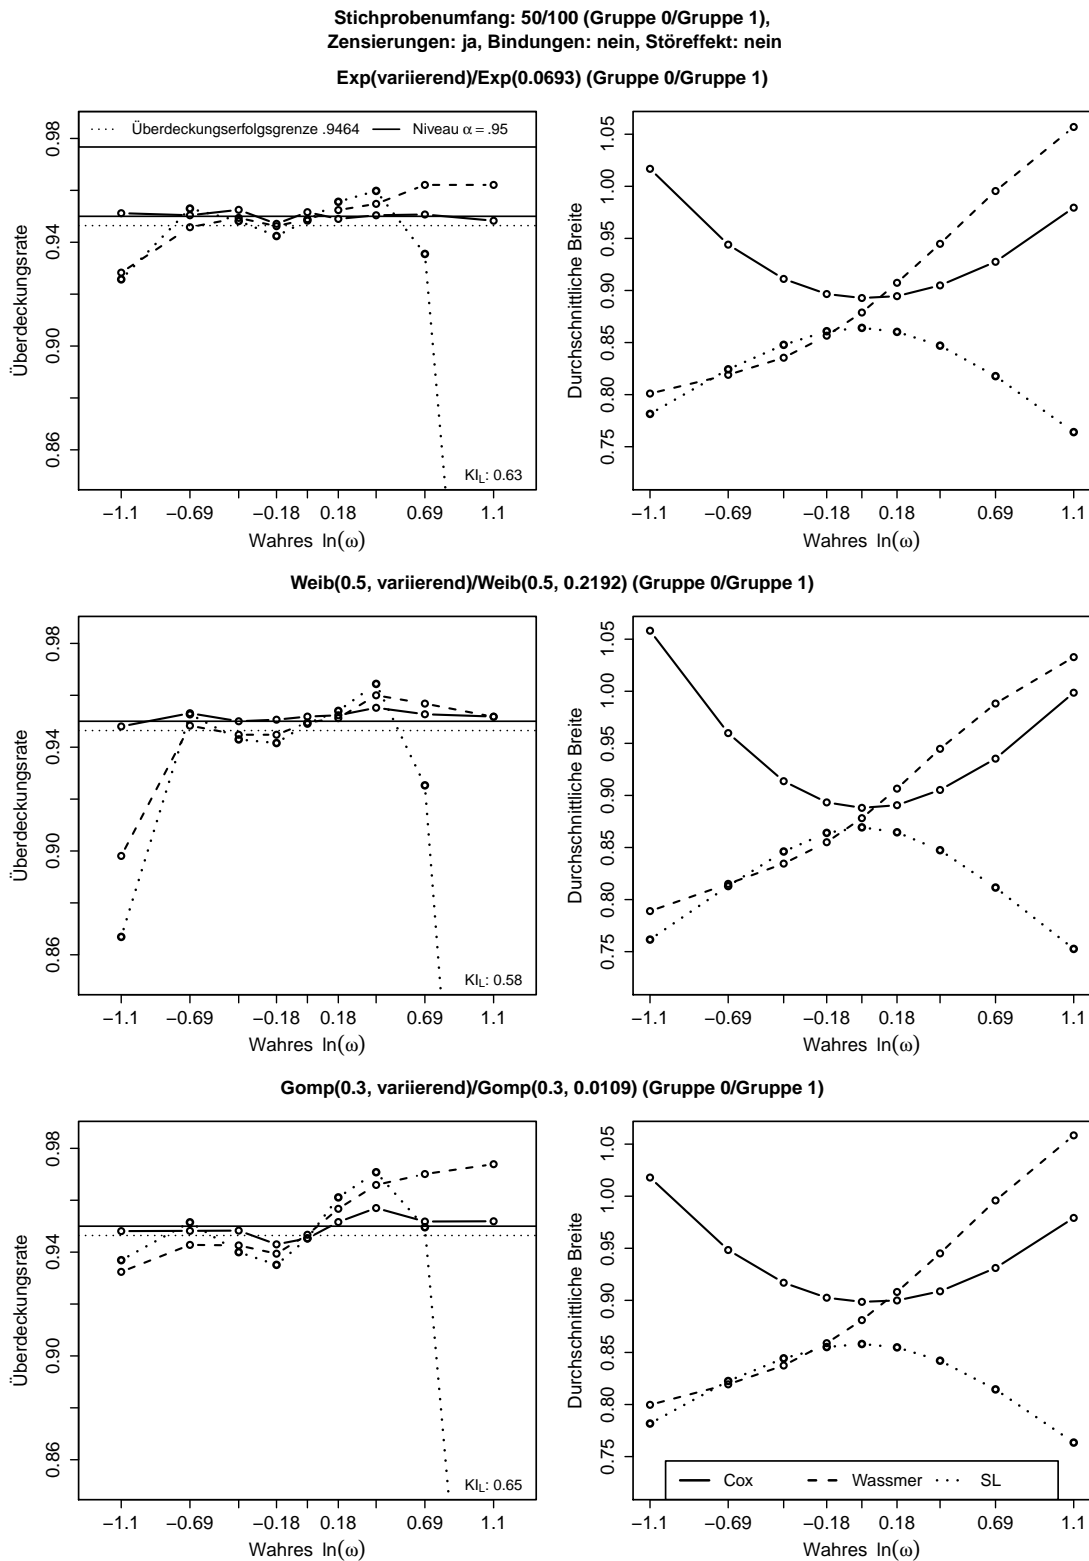 Stichprobenumfang: 50/100 (Gruppe 0/Gruppe 1),
Zensierungen: ja, Bindungen: nein, Störeffekt: nein
Exp(variierend)/Exp(0.0693) (Gruppe 0/Gruppe 1)
Überdeckungserfolgsgrenze .9464 Niveau α = .95
Überdeckungsrate
0.98
0.94
0.90
0.86
KI_L: 0.63
−1.1 −0.69 −0.18 0.18 0.69 1.1
Wahres ln(ω)
Durchschnittliche Breite
1.05
1.00
0.95
0.90
0.85
0.80
0.75
−1.1 −0.69 −0.18 0.18 0.69 1.1
Wahres ln(ω)
Weib(0.5, variierend)/Weib(0.5, 0.2192) (Gruppe 0/Gruppe 1)
Überdeckungsrate
0.98
0.94
0.90
0.86
KI_L: 0.58
−1.1 −0.69 −0.18 0.18 0.69 1.1
Wahres ln(ω)
Durchschnittliche Breite
1.05
1.00
0.95
0.90
0.85
0.80
0.75
−1.1 −0.69 −0.18 0.18 0.69 1.1
Wahres ln(ω)
Gomp(0.3, variierend)/Gomp(0.3, 0.0109) (Gruppe 0/Gruppe 1)
Überdeckungsrate
0.98
0.94
0.90
0.86
KI_L: 0.65
−1.1 −0.69 −0.18 0.18 0.69 1.1
Wahres ln(ω)
Durchschnittliche Breite
1.05
1.00
0.95
0.90
0.85
0.80
0.75
Cox Wassmer SL
−1.1 −0.69 −0.18 0.18 0.69 1.1
Wahres ln(ω)